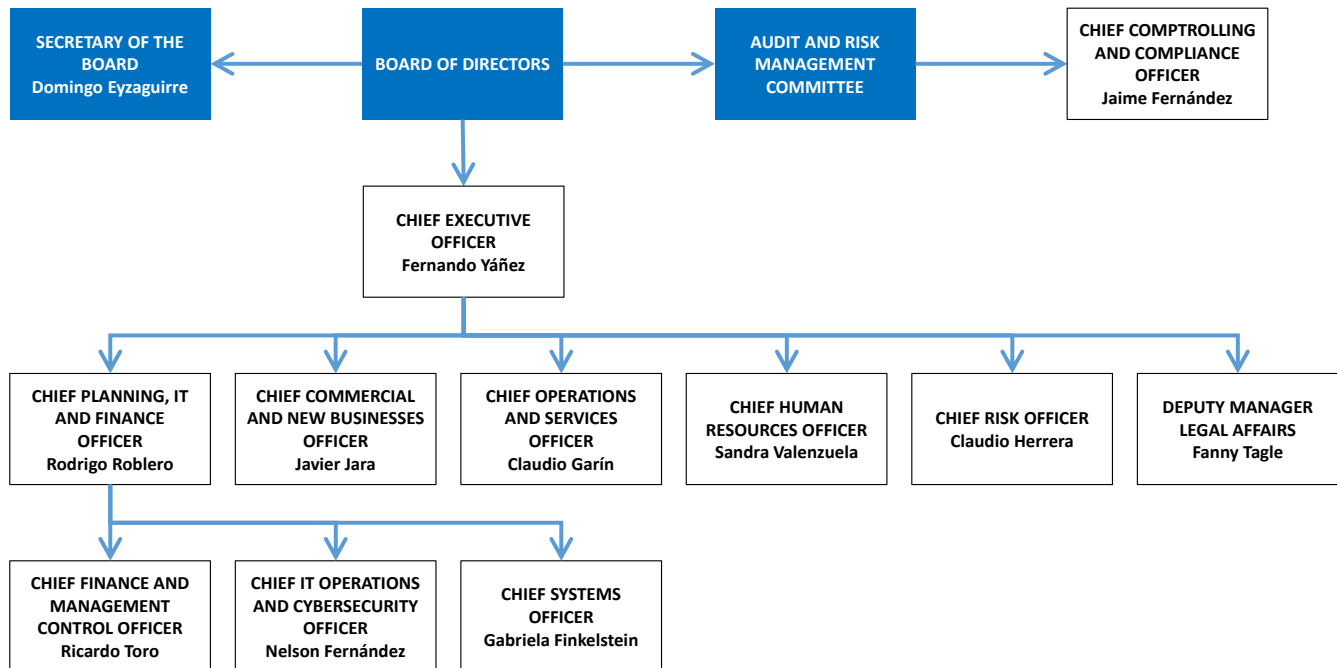 SECRETARY OF THE
BOARD
Domingo Eyzaguirre
BOARD OF DIRECTORS
AUDIT AND RISK
MANAGEMENT
COMMITTEE
CHIEF COMPTROLLING
AND COMPLIANCE
OFFICER
Jaime Fernández
CHIEF EXECUTIVE
OFFICER
Fernando Yáñez
CHIEF PLANNING, IT
AND FINANCE
OFFICER
Rodrigo Roblero
CHIEF COMMERCIAL
AND NEW BUSINESSES
OFFICER
Javier Jara
CHIEF OPERATIONS
AND SERVICES
OFFICER
Claudio Garín
CHIEF HUMAN
RESOURCES OFFICER
Sandra Valenzuela
CHIEF RISK OFFICER
Claudio Herrera
DEPUTY MANAGER
LEGAL AFFAIRS
Fanny Tagle
CHIEF FINANCE AND
MANAGEMENT
CONTROL OFFICER
Ricardo Toro
CHIEF IT OPERATIONS
AND CYBERSECURITY
OFFICER
Nelson Fernández
CHIEF SYSTEMS
OFFICER
Gabriela Finkelstein